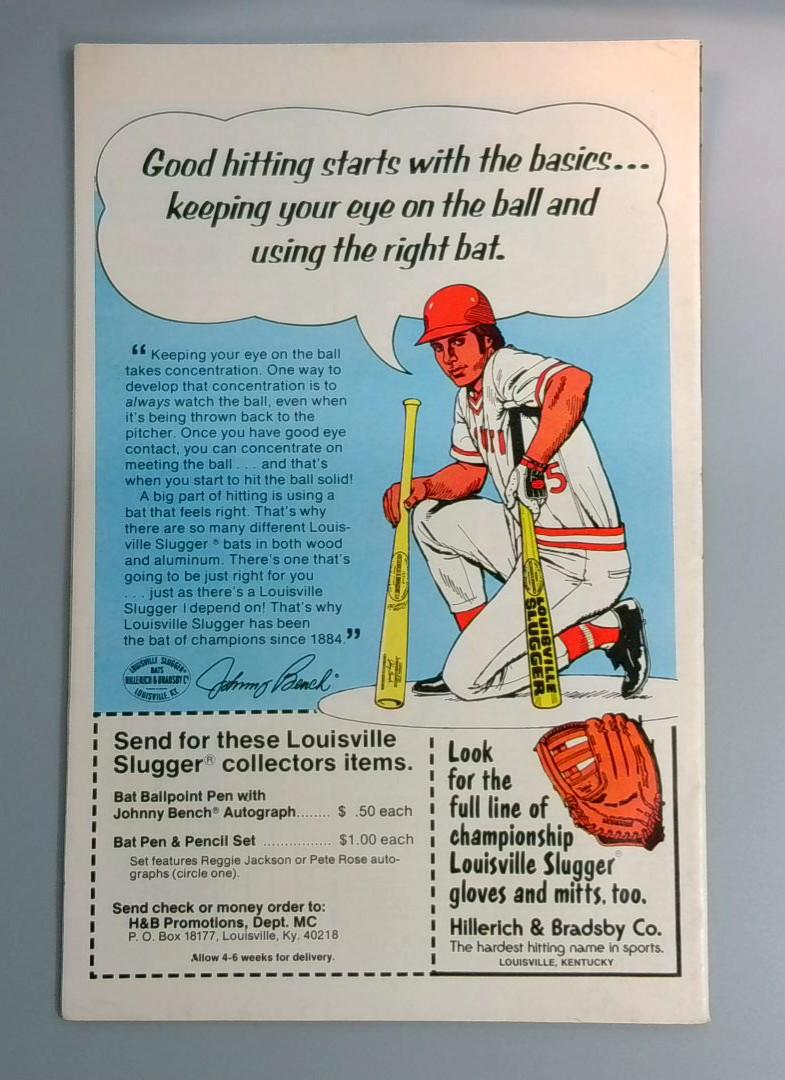 Good hitting starts with the basics...
keeping your eye on the ball and
using the right bat.
“ Keeping your eye on the ball
takes concentration. One way to
develop that concentration is to
always watch the ball, even when
it's being thrown back to the
pitcher. Once you have good eye
contact, you can concentrate on
meeting the ball . . . and that's
when you start to hit the ball solid!
A big part of hitting is using a
bat that feels right. That's why
there are so many different Louis-
ville Slugger ® bats in both wood
and aluminum. There's one that's
going to be just right for you
. . . just as there's a Louisville
Slugger I depend on! That's why
Louisville Slugger has been
the bat of champions since 1884.”
LOUISVILLE SLUGGER®
BATS
HILLERICH & BRADSBY Co
LOUISVILLE, KY.
Johnny Bench®
5
LOUISVILLE
SLUGGER
Send for these Louisville
Slugger® collectors items.
Bat Ballpoint Pen with
Johnny Bench® Autograph........ $ .50 each
Bat Pen & Pencil Set ................ $1.00 each
Set features Reggie Jackson or Pete Rose auto-
graphs (circle one).
Send check or money order to:
H&B Promotions, Dept. MC
P. O. Box 18177, Louisville, Ky. 40218
Allow 4-6 weeks for delivery.
Look
for the
full line of
championship
Louisville Slugger®
gloves and mitts, too.
Hillerich & Bradsby Co.
The hardest hitting name in sports.
LOUISVILLE, KENTUCKY